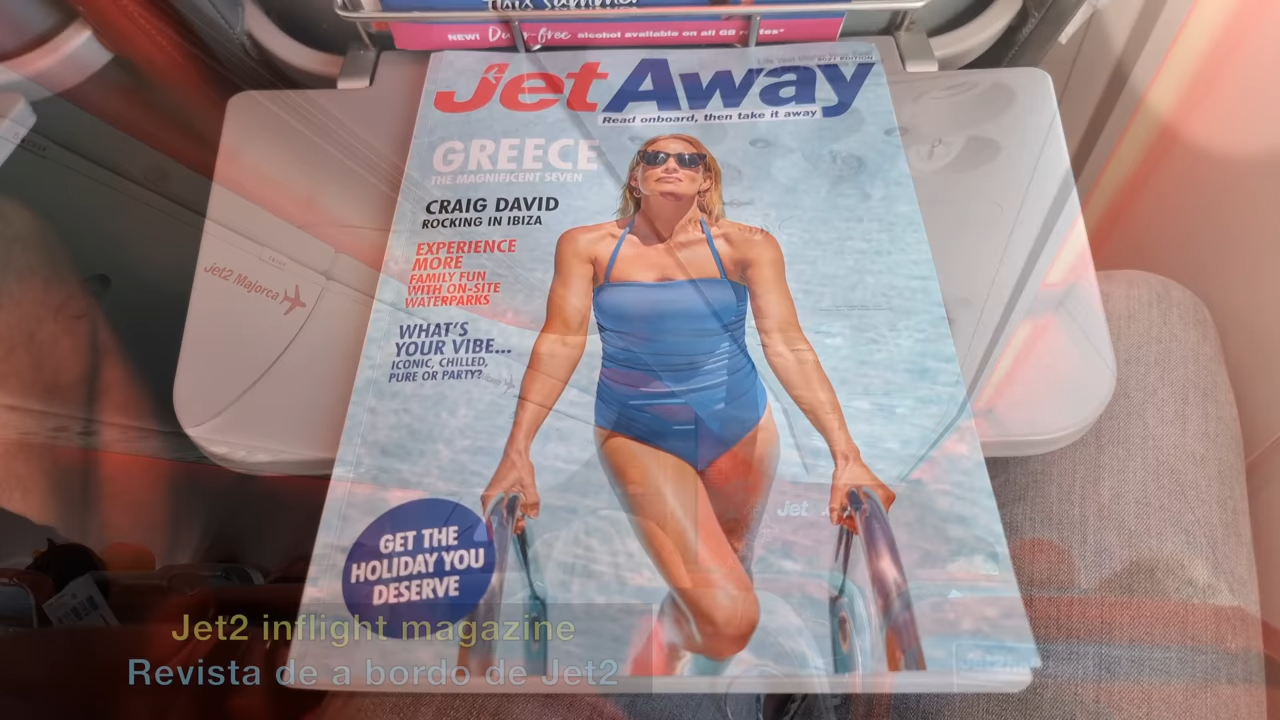 this summer
NEW! Duty-free alcohol available on all GB routes*
2021 EDITION
JetAway
Read onboard, then take it away
GREECE
THE MAGNIFICENT SEVEN
CRAIG DAVID
ROCKING IN IBIZA
EXPERIENCE
MORE
FAMILY FUN
WITH ON-SITE
WATERPARKS
WHAT'S
YOUR VIBE...
ICONIC, CHILLED,
PURE OR PARTY?
jet2 Majorca
GET THE
HOLIDAY YOU
DESERVE
Jet2 inflight magazine
Revista de a bordo de Jet2